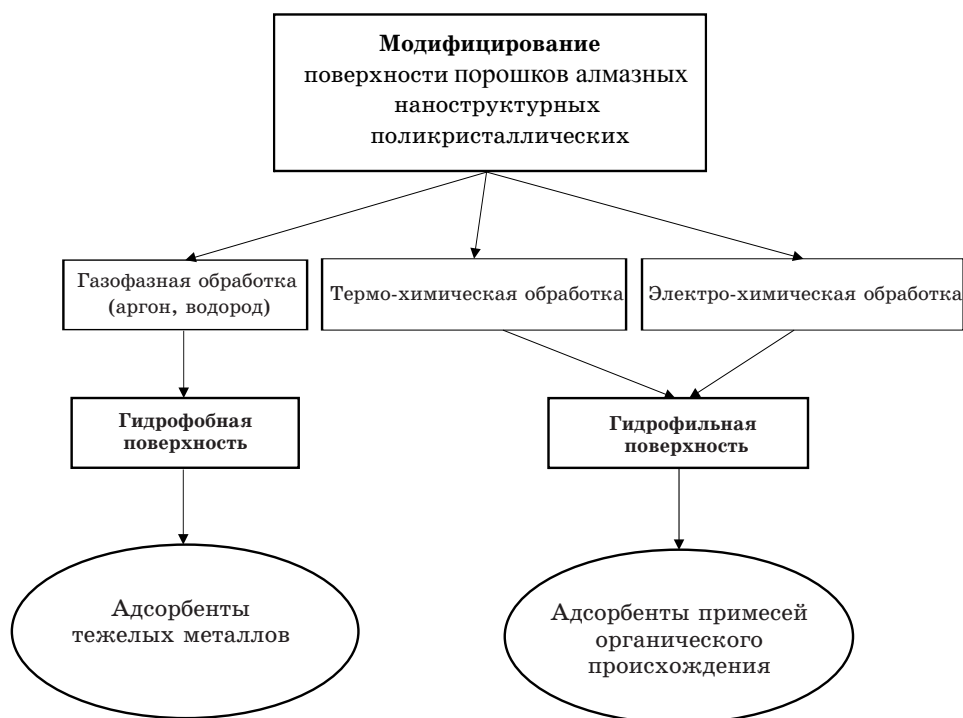 Модифицирование
поверхности порошков алмазных
наноструктурных
поликристаллических
Газофазная обработка
(аргон, водород)
Термо-химическая обработка
Электро-химическая обработка
Гидрофобная
поверхность
Гидрофильная
поверхность
Адсорбенты
тежелых металлов
Адсорбенты примесей
органического
происхождения